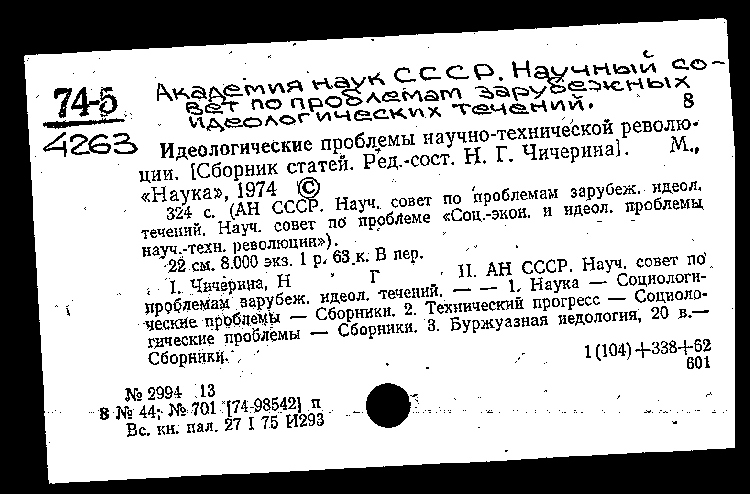 74-5
4263
Академия наук СССР. Научный со-
вет по проблемам зарубежных
идеологических течений.
8
Идеологические проблемы научно-технической револю-
ции. [Сборник статей. Ред.-сост. Н. Г. Чичерина]. М.,
«Наука», 1974 ©
324 с. (АН СССР. Науч. совет по проблемам зарубеж. идеол.
течений. Науч. совет по проблеме «Соц.-экон. и идеол. проблемы
науч.-техн. революции»).
22 см. 8.000 экз. 1 р. 63 к. В пер.
I. Чичерина, Н Г II. АН СССР. Науч. совет по
проблемам зарубеж. идеол. течений. — — 1. Наука — Социологи-
ческие проблемы — Сборники. 2. Технический прогресс — Социоло-
гические проблемы — Сборники. 3. Буржуазная идеология, 20 в.—
Сборники.
1(104)+338+62
601
№ 2994 13
8 № 44; № 701 [74-98542] п
Вс. кн. пал. 27 I 75 И293